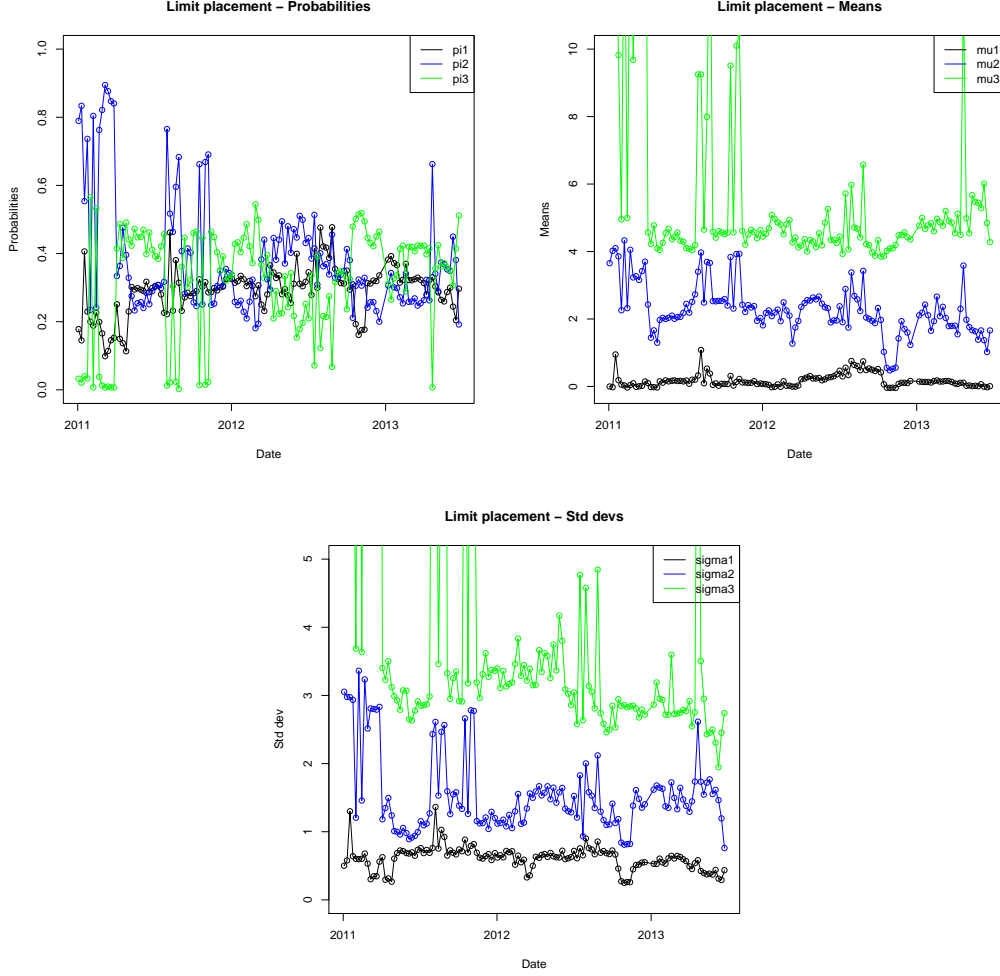 Limit placement − Probabilities
pi1
pi2
pi3
Probabilities
0.0
0.2
0.4
0.6
0.8
1.0
2011
2012
2013
Date
Limit placement − Means
mu1
mu2
mu3
Means
0
2
4
6
8
10
2011
2012
2013
Date
Limit placement − Std devs
sigma1
sigma2
sigma3
Std dev
0
1
2
3
4
5
2011
2012
2013
Date